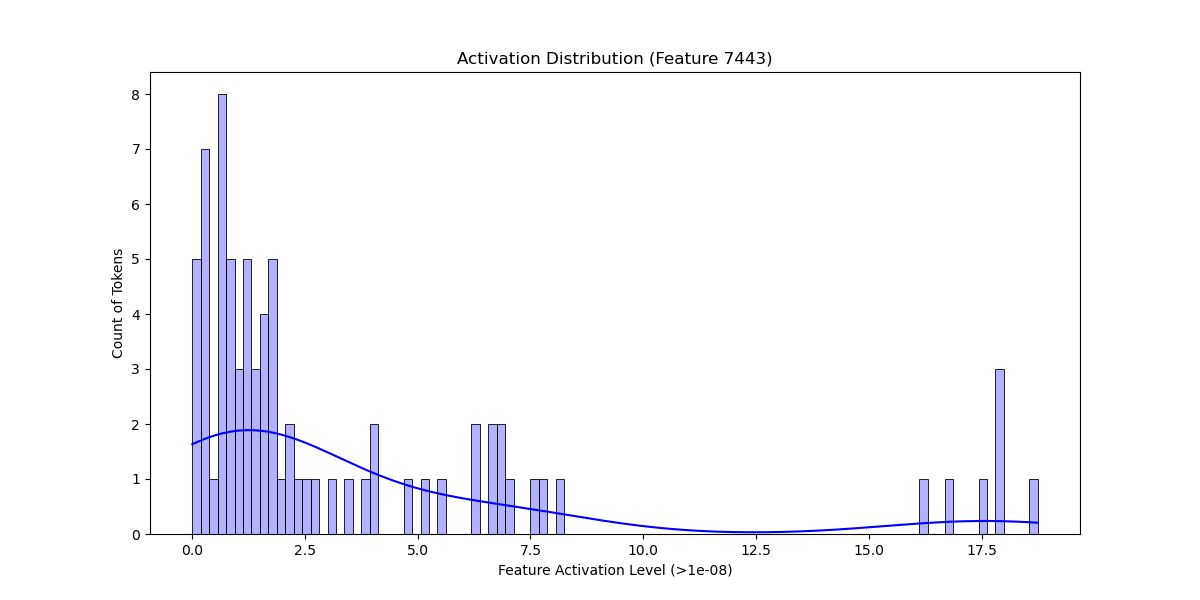 Activation Distribution (Feature 7443)
8
7
6
5
4
3
2
1
0
Count of Tokens
0.0 2.5 5.0 7.5 10.0 12.5 15.0 17.5
Feature Activation Level (>1e-08)